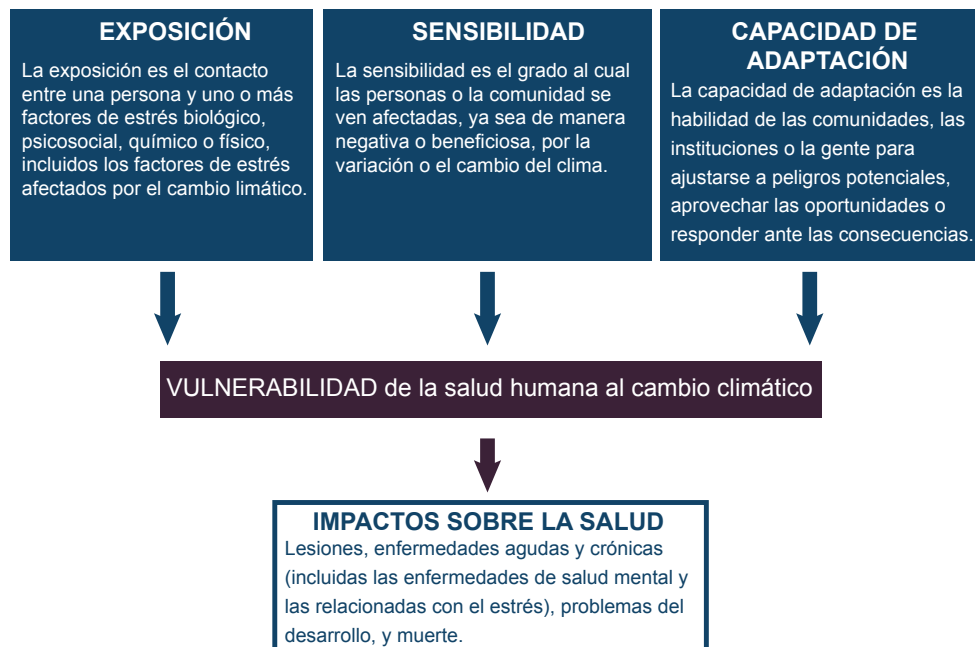 EXPOSICIÓN
La exposición es el contacto
entre una persona y uno o más
factores de estrés biológico,
psicosocial, químico o físico,
incluidos los factores de estrés
afectados por el cambio limático.
SENSIBILIDAD
La sensibilidad es el grado al cual
las personas o la comunidad se
ven afectadas, ya sea de manera
negativa o beneficiosa, por la
variación o el cambio del clima.
CAPACIDAD DE
ADAPTACIÓN
La capacidad de adaptación es la
habilidad de las comunidades, las
instituciones o la gente para
ajustarse a peligros potenciales,
aprovechar las oportunidades o
responder ante las consecuencias.
VULNERABILIDAD de la salud humana al cambio climático
IMPACTOS SOBRE LA SALUD
Lesiones, enfermedades agudas y crónicas
(incluidas las enfermedades de salud mental y
las relacionadas con el estrés), problemas del
desarrollo, y muerte.